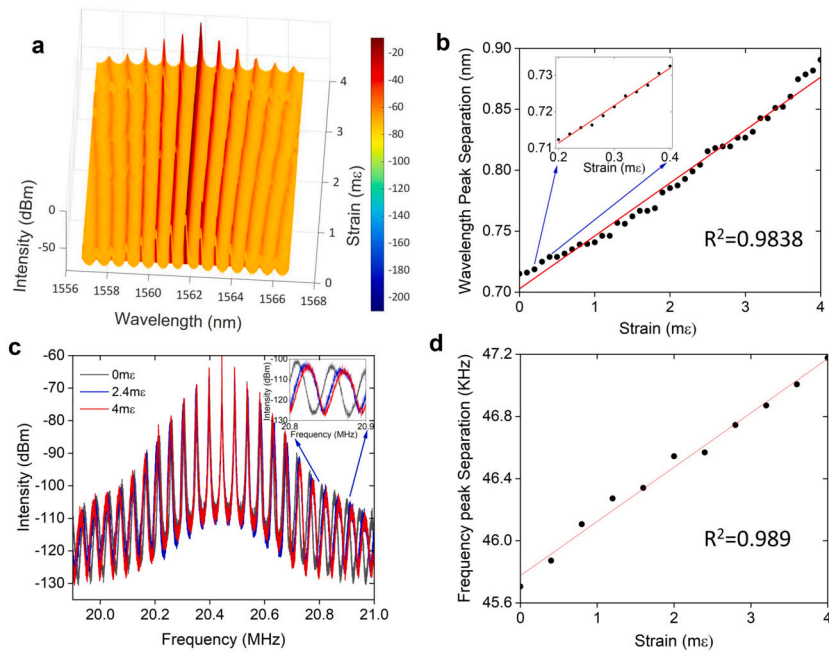 a
Intensity (dBm)
0
-50
1556
1558
1560
1562
1564
1566
1568
Wavelength (nm)
0
1
2
3
4
Strain (mε)
-20
-40
-60
-80
-100
-120
-140
-160
-180
-200
b
Wavelength Peak Separation (nm)
0.90
0.85
0.80
0.75
0.70
0 1 2 3 4
Strain (mε)
0.73
0.72
0.71
0.2 0.3 0.4
Strain (mε)
R²=0.9838
c
Intensity (dBm)
-60
-70
-80
-90
-100
-110
-120
-130
20.0 20.2 20.4 20.6 20.8 21.0
Frequency (MHz)
0mε
2.4mε
4mε
Intensity (dBm)
-100
-110
-120
-130
20.8 20.9
Frequency (MHz)
d
Frequency peak Separation (KHz)
47.2
46.8
46.4
46.0
45.6
0 1 2 3 4
Strain (mε)
R²=0.989